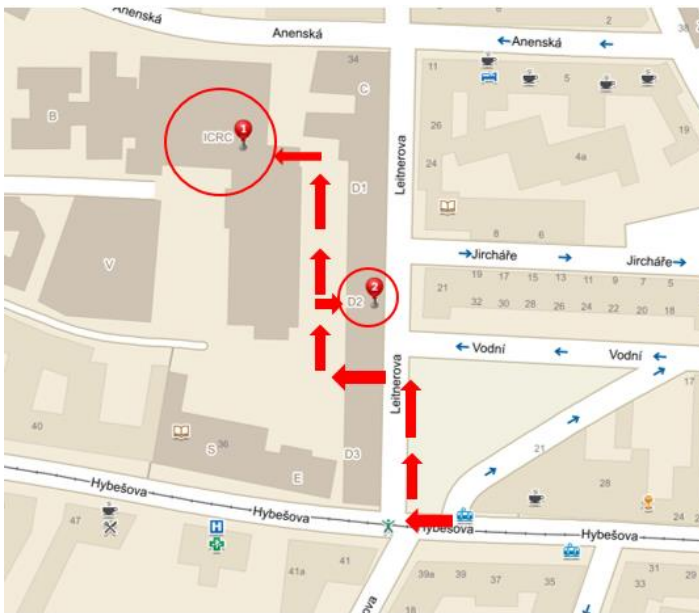 Anenská
Anenská
2
38
34
Anenská
11
5
C
B
1
ICRC
26
19
24
4a
Leitnerova
D1
V
8
6
Jircháře
Jircháře
19
17
15
13
11
9
7
5
2
21
D2
32
30
28
26
24
22
20
18
Vodní
Vodní
Leitnerova
17
40
S
36
D3
21
E
28
Hybešova
24
Hybešova
Hybešova
Hybešova
47
H
41
41a
41
39a
39
37
35
33
31
29
18